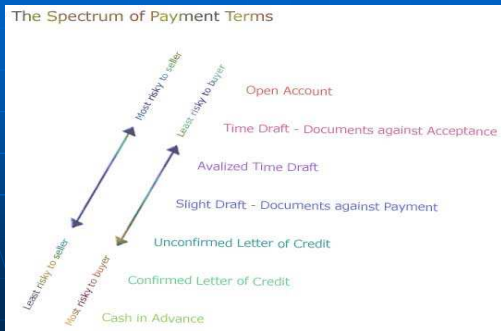 The Spectrum of Payment Terms
Most risky to seller
Least risky to buyer
Open Account
Time Draft - Documents against Acceptance
Avalized Time Draft
Slight Draft - Documents against Payment
Unconfirmed Letter of Credit
Least risky to seller
Most risky to buyer
Confirmed Letter of Credit
Cash in Advance